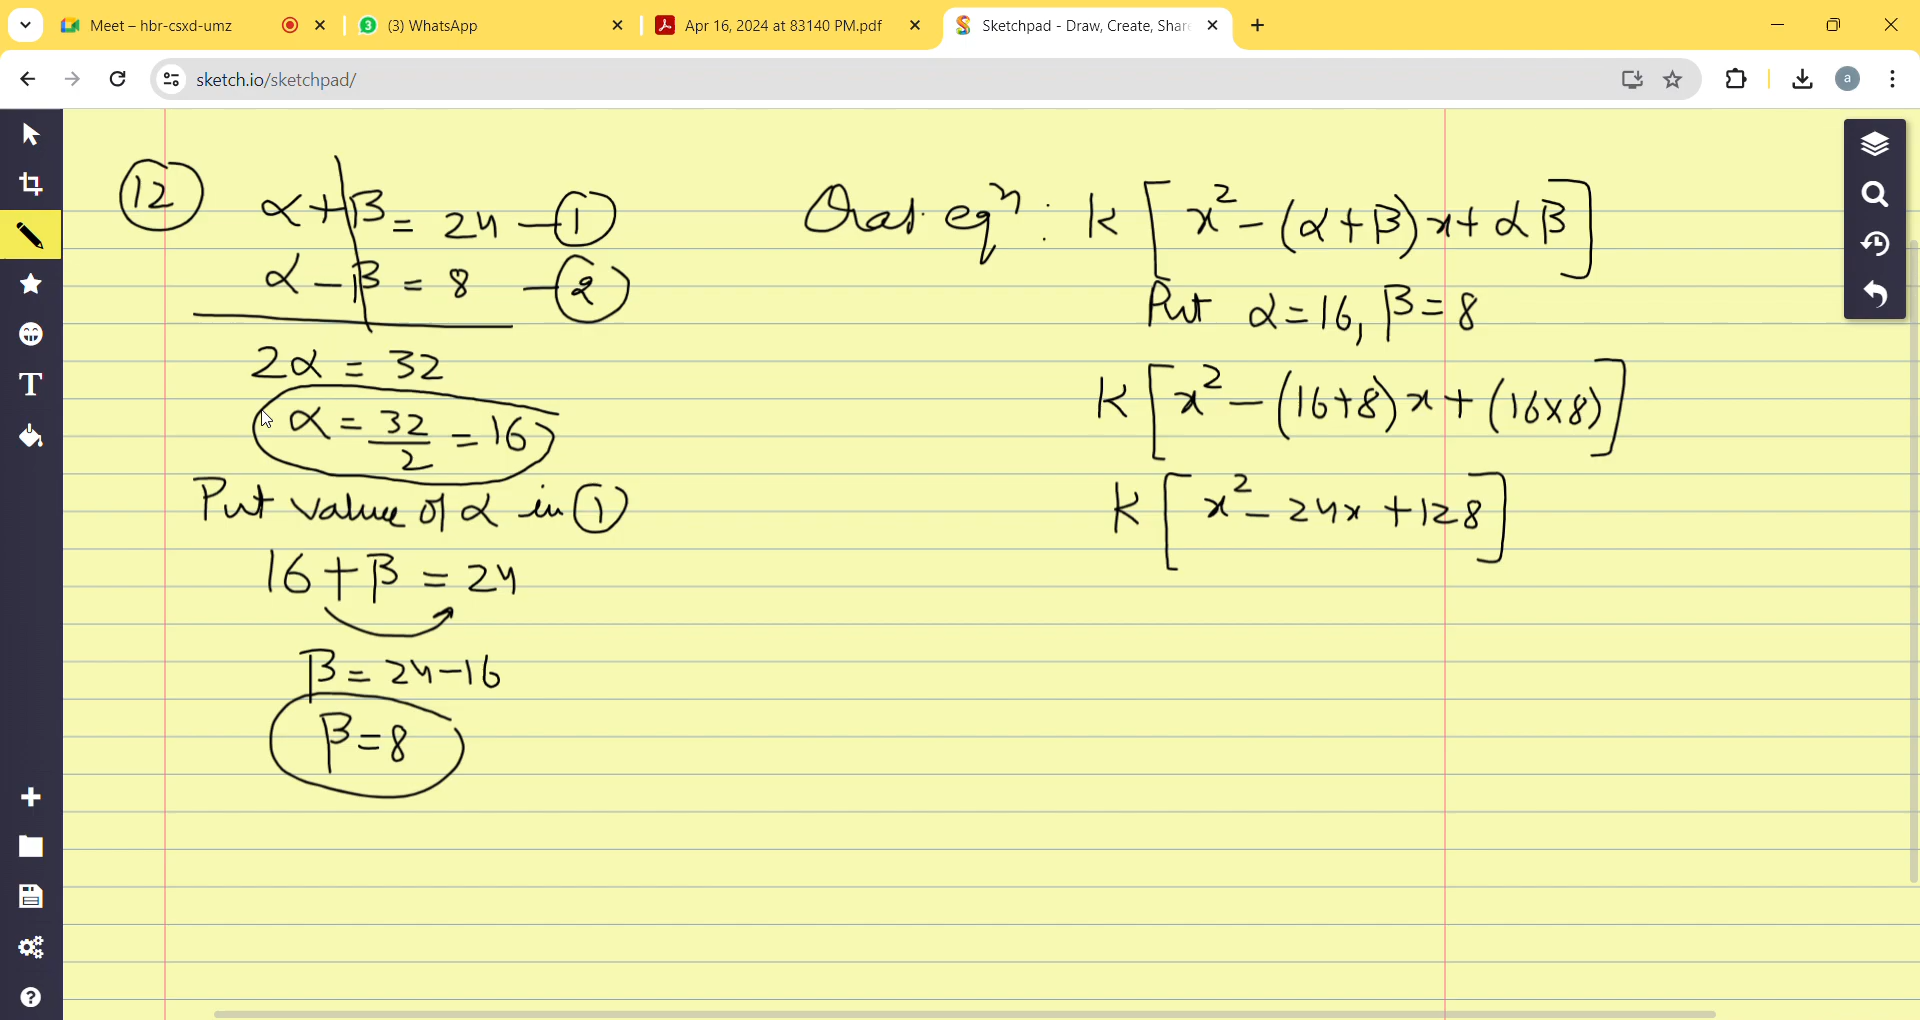 Meet – hbr-csxd-umz
(3) WhatsApp
Apr 16, 2024 at 83140 PM.pdf
Sketchpad - Draw, Create, Shar
sketch.io/sketchpad/
a
12
α+β = 24 —①
α−β = 8 —②
2α = 32
α = 32/2 = 16
Put value of α in ①
16+β = 24
β = 24−16
β = 8
Quad. eqⁿ : k[x²−(α+β)x+αβ]
Put α=16, β=8
k[x²−(16+8)x+(16×8)]
k[x²−24x+128]
T